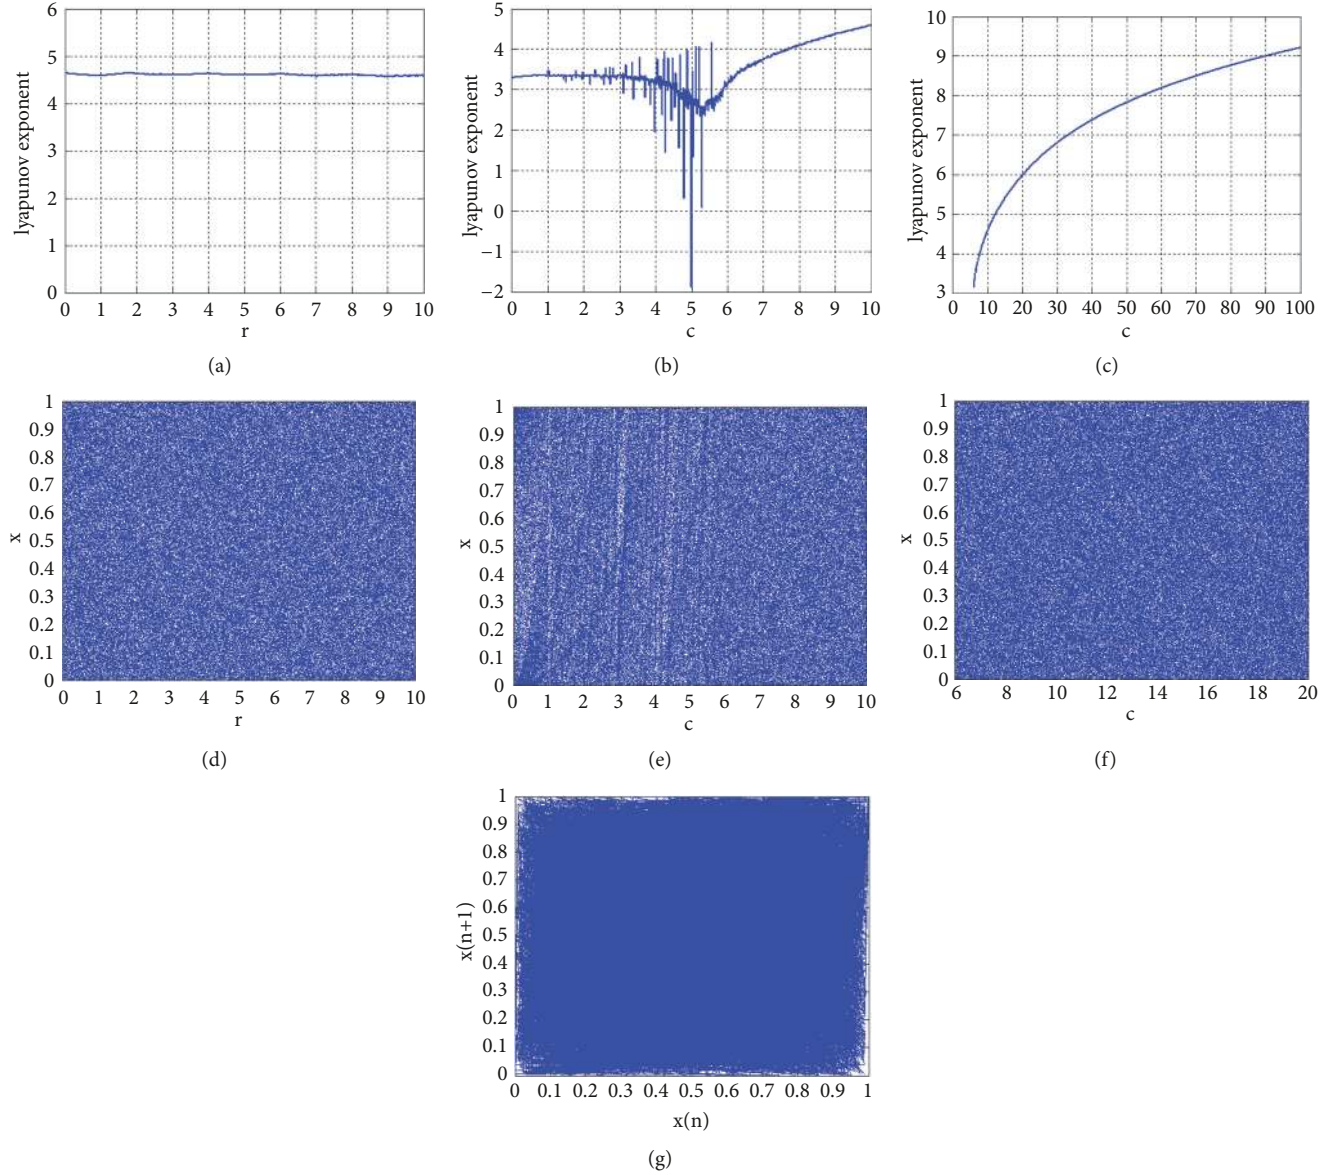 6
5
4
3
2
1
0
lyapunov exponent
0 1 2 3 4 5 6 7 8 9 10
r
(a)
5
4
3
2
1
0
−1
−2
lyapunov exponent
0 1 2 3 4 5 6 7 8 9 10
c
(b)
10
9
8
7
6
5
4
3
lyapunov exponent
0 10 20 30 40 50 60 70 80 90 100
c
(c)
1
0.9
0.8
0.7
0.6
0.5
0.4
0.3
0.2
0.1
0
x
0 1 2 3 4 5 6 7 8 9 10
r
(d)
1
0.9
0.8
0.7
0.6
0.5
0.4
0.3
0.2
0.1
0
x
0 1 2 3 4 5 6 7 8 9 10
c
(e)
1
0.9
0.8
0.7
0.6
0.5
0.4
0.3
0.2
0.1
0
x
6 8 10 12 14 16 18 20
c
(f)
1
0.9
0.8
0.7
0.6
0.5
0.4
0.3
0.2
0.1
0
x(n+1)
0 0.1 0.2 0.3 0.4 0.5 0.6 0.7 0.8 0.9 1
x(n)
(g)